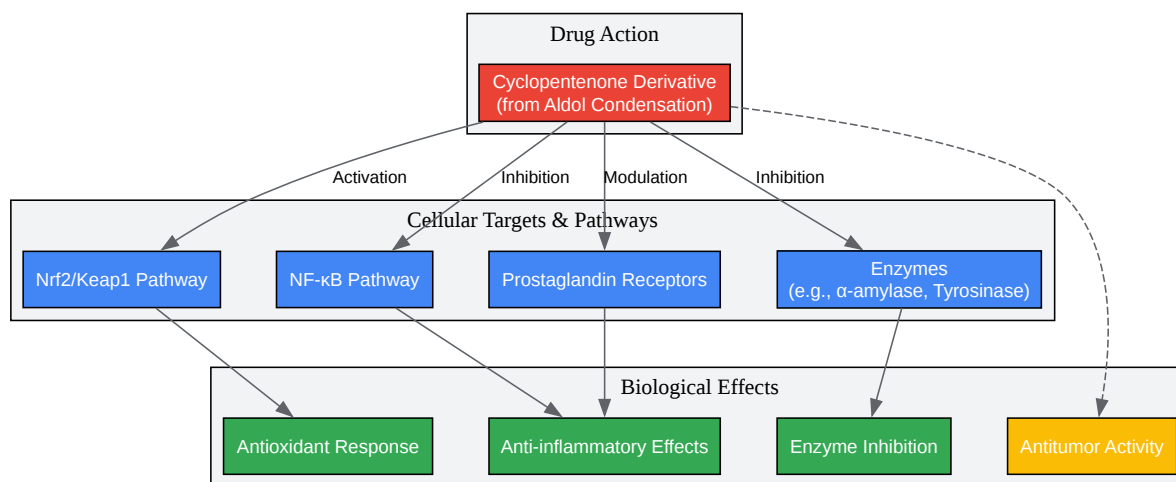 Drug Action
Cyclopentenone Derivative
(from Aldol Condensation)
Activation
Inhibition
Modulation
Inhibition
Cellular Targets & Pathways
Nrf2/Keap1 Pathway
NF-κB Pathway
Prostaglandin Receptors
Enzymes
(e.g., α-amylase, Tyrosinase)
Biological Effects
Antioxidant Response
Anti-inflammatory Effects
Enzyme Inhibition
Antitumor Activity